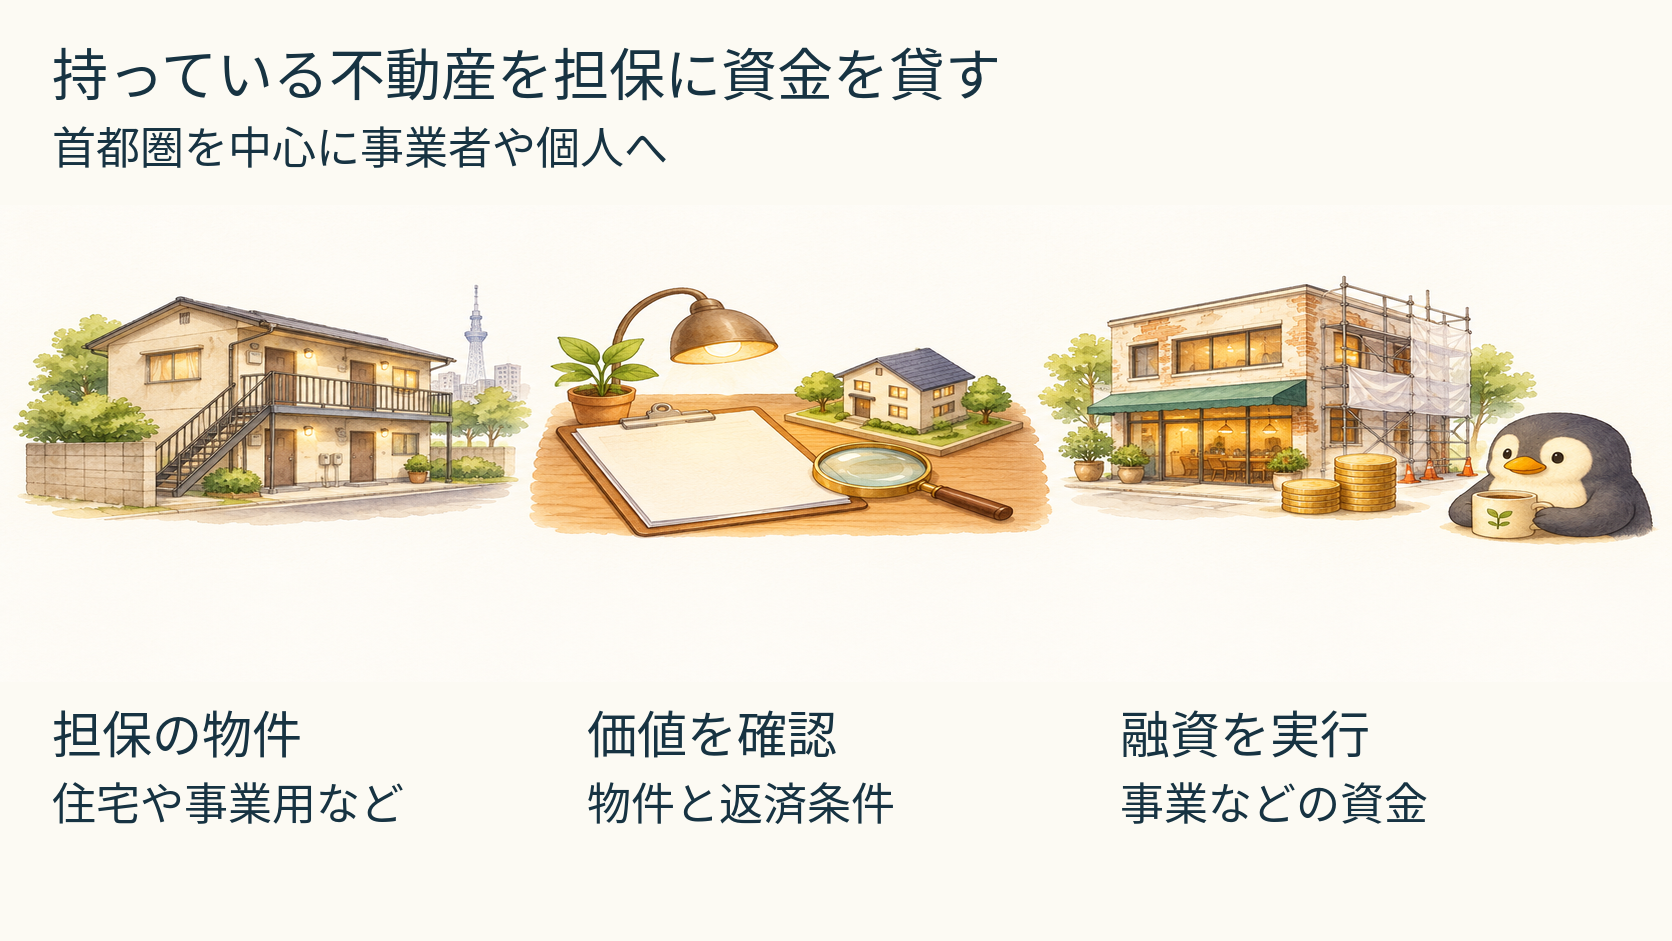 持っている不動産を担保に資金を貸す
首都圏を中心に事業者や個人へ
担保の物件
住宅や事業用など
価値を確認
物件と返済条件
融資を実行
事業などの資金